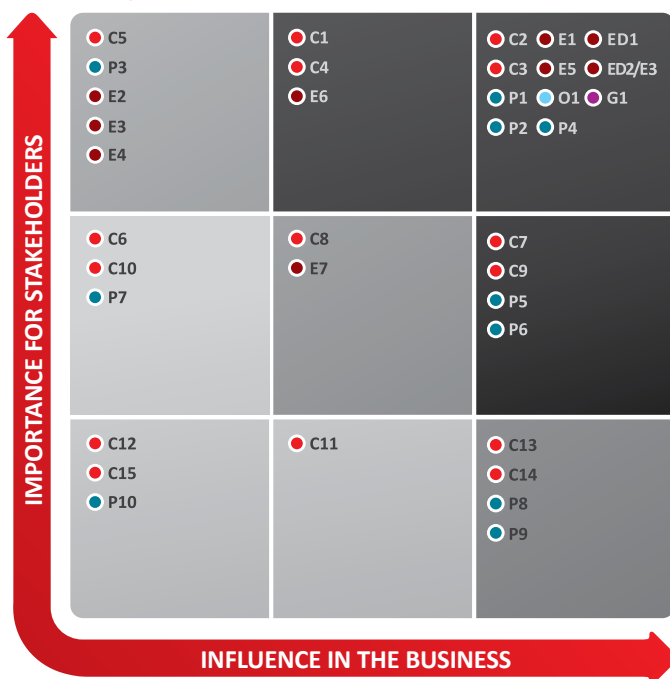 IMPORTANCE FOR STAKEHOLDERS
C5
P3
E2
E3
E4
C1
C4
E6
C2 E1 ED1
C3 E5 ED2/E3
P1 O1 G1
P2 P4
C6
C10
P7
C8
E7
C7
C9
P5
P6
C12
C15
P10
C11
C13
C14
P8
P9
INFLUENCE IN THE BUSINESS